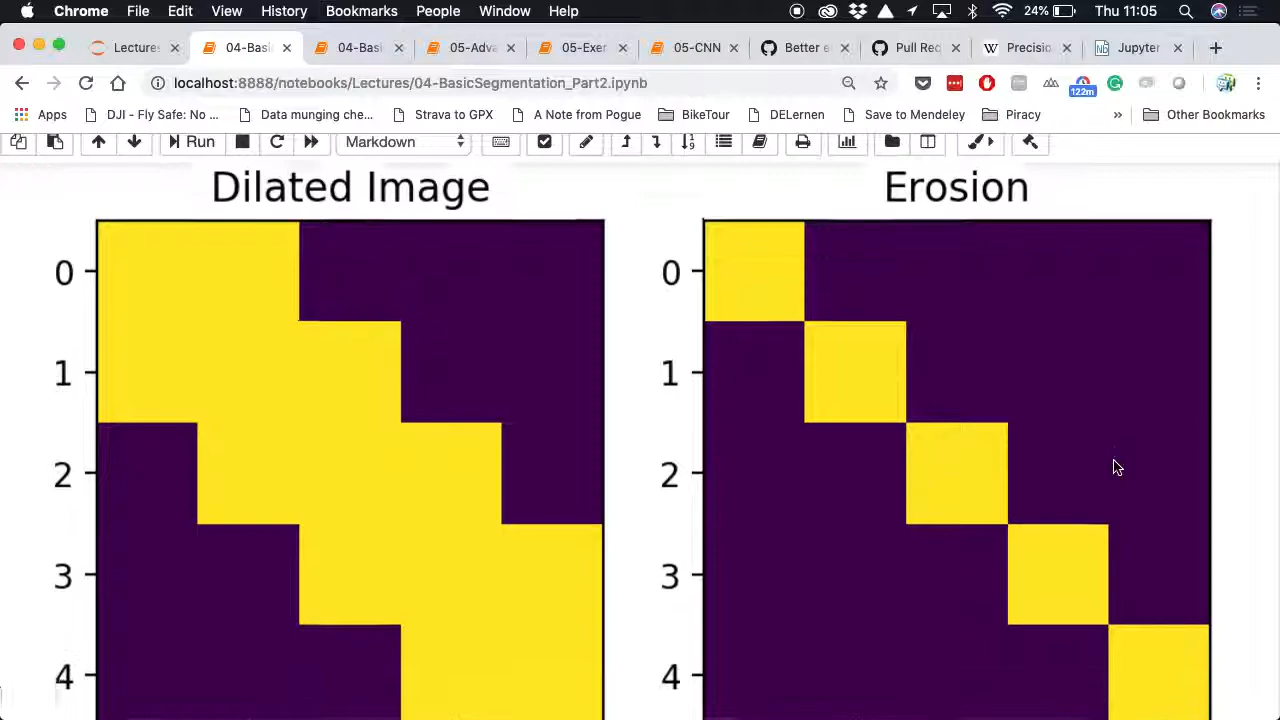 Chrome File Edit View History Bookmarks People Window Help 24% Thu 11:05
Lectures 04-Basi 04-Basi 05-Adva 05-Exer 05-CNN Better e Pull Rec Precisio Jupyter
localhost:8888/notebooks/Lectures/04-BasicSegmentation_Part2.ipynb 122m
Apps DJI - Fly Safe: No ... Data munging che... Strava to GPX A Note from Pogue BikeTour DELernen Save to Mendeley Piracy » Other Bookmarks
Run Markdown
Dilated Image Erosion
0 0
1 1
2 2
3 3
4 4